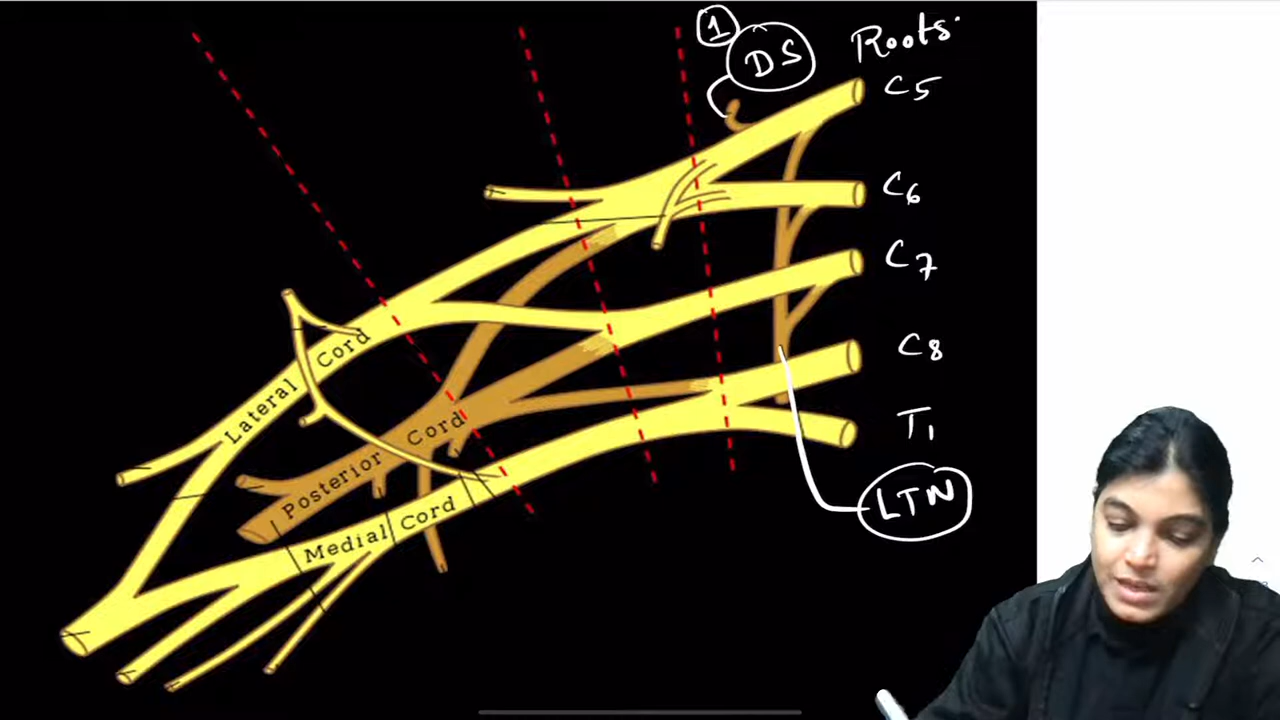 1
DS
Roots
C5
C6
C7
C8
T1
LTN
Lateral Cord
Posterior Cord
Medial Cord